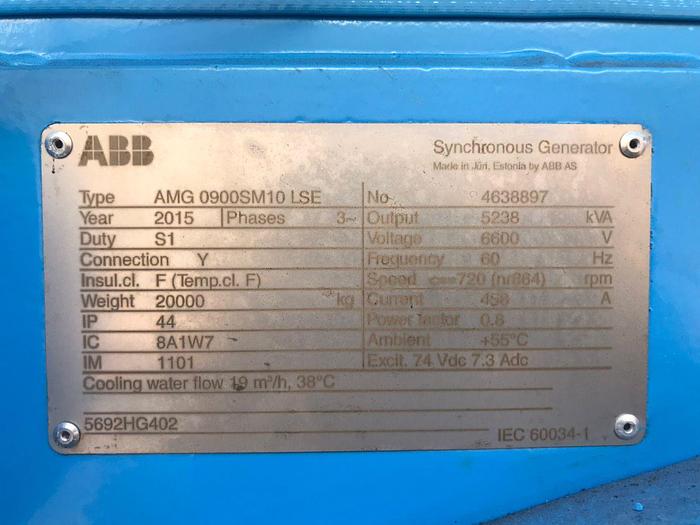 ABB
Synchronous Generator
Made in Jüri, Estonia by ABB AS
Type AMG 0900SM10 LSE No 4638897
Year 2015 Phases 3~ Output 5238 kVA
Duty S1 Voltage 6600 V
Connection Y Frequency 60 Hz
Insul.cl. F (Temp.cl. F) Speed <==720 (nr864) rpm
Weight 20000 kg Current 458 A
IP 44 Power factor 0.8
IC 8A1W7 Ambient +55°C
IM 1101 Excit. 74 Vdc 7.3 Adc
Cooling water flow 19 m³/h, 38°C
5692HG402
IEC 60034-1